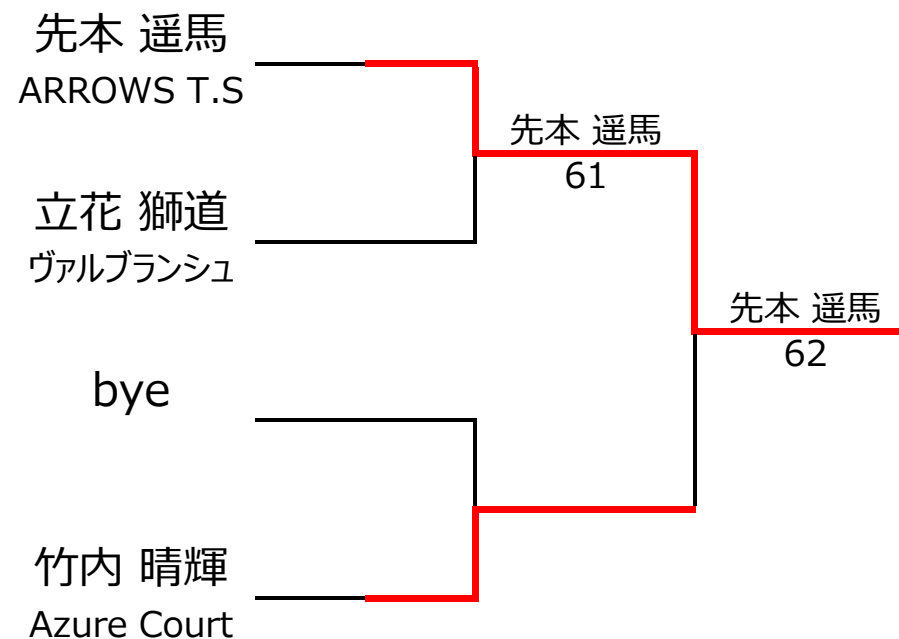 先本 遥馬
ARROWS T.S
先本 遥馬
61
立花 獅道
ヴァルブランシュ
先本 遥馬
62
bye
竹内 晴輝
Azure Court